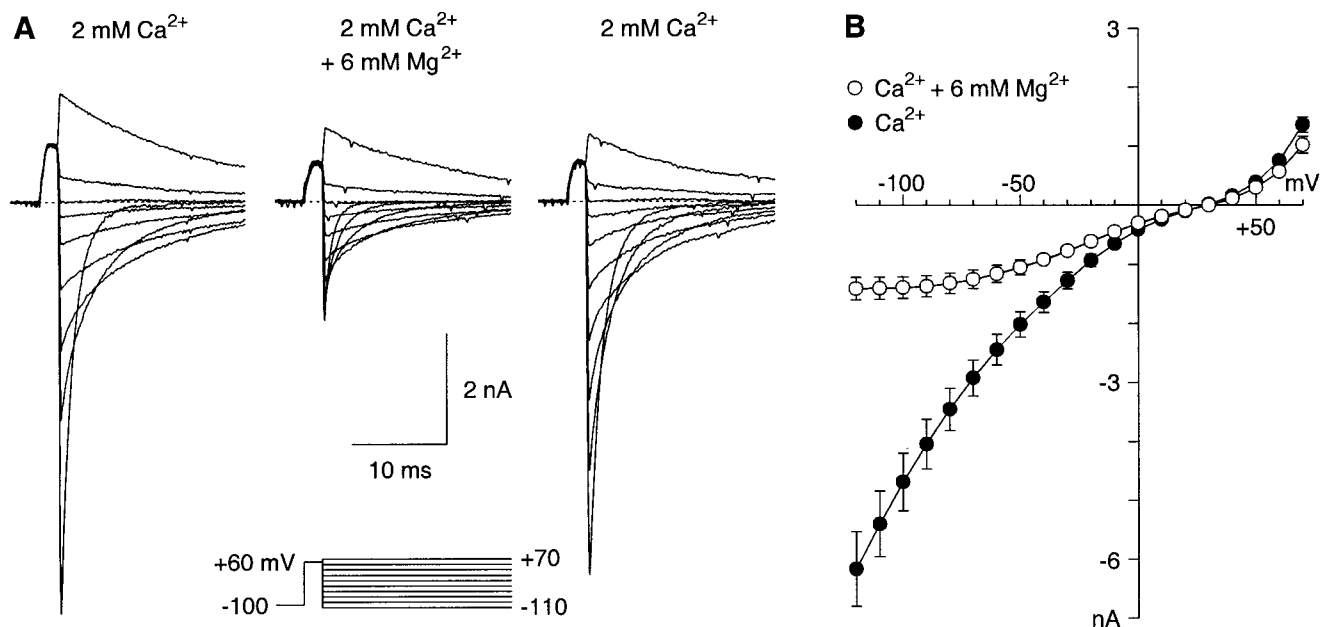 A
2 mM Ca²⁺
2 mM Ca²⁺
+ 6 mM Mg²⁺
2 mM Ca²⁺
2 nA
10 ms
+60 mV
-100
+70
-110
B
Ca²⁺ + 6 mM Mg²⁺
Ca²⁺
3
-100
-50
mV
+50
-3
-6
nA